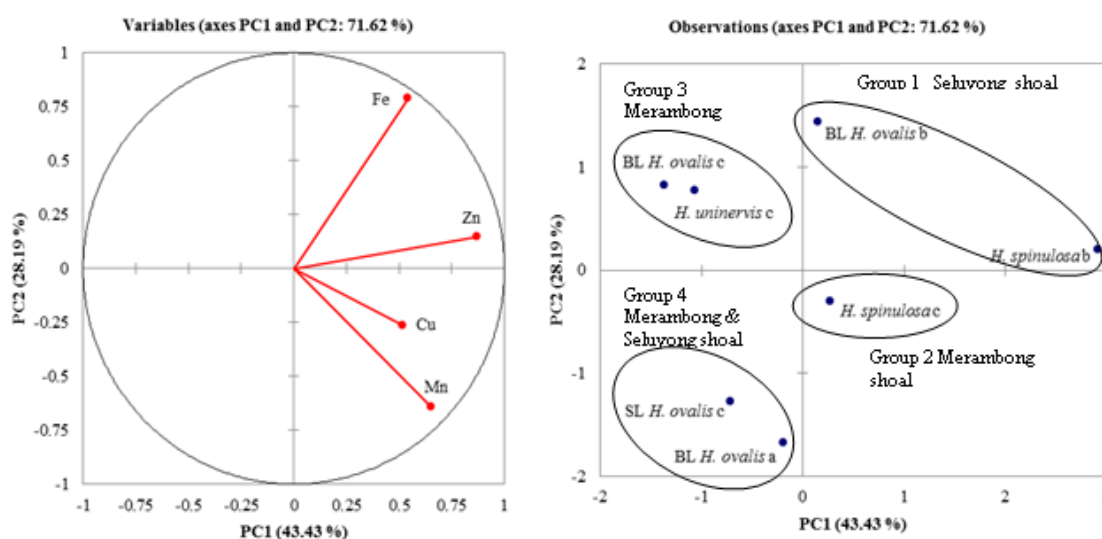 Variables (axes PC1 and PC2: 71.62 %)
1
0.75
0.5
0.25
0
-0.25
-0.5
-0.75
-1
PC2 (28.19 %)
Fe
Zn
Cu
Mn
-1 -0.75 -0.5 -0.25 0 0.25 0.5 0.75 1
PC1 (43.43 %)
Observations (axes PC1 and PC2: 71.62 %)
2
1
0
-1
-2
PC2 (28.19 %)
Group 3
Merambong
BL H. ovalis c
H. uninervis c
Group 1 Seluyong shoal
BL H. ovalis b
H. spinulosa b
H. spinulosa c
Group 2 Merambong
shoal
Group 4
Merambong &
Seluyong shoal
SL H. ovalis c
BL H. ovalis a
-2 -1 0 1 2
PC1 (43.43 %)